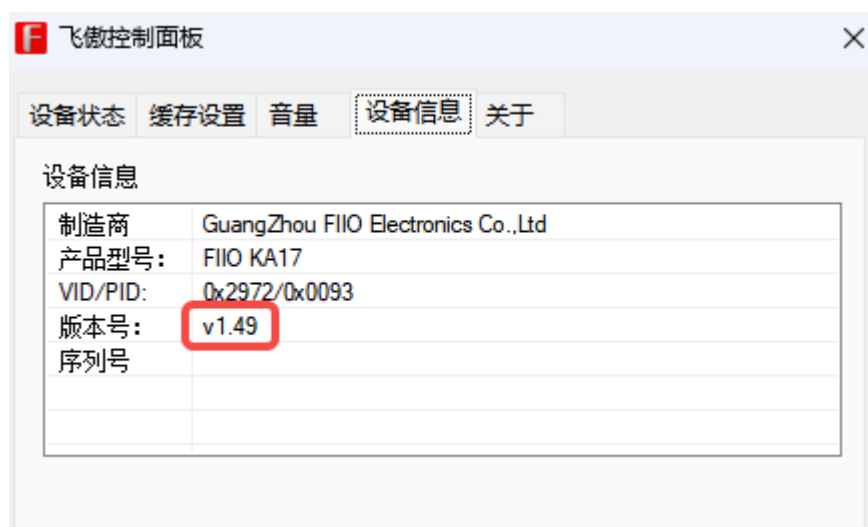 飞傲控制面板
设备状态 缓存设置 音量 设备信息 关于
设备信息
制造商 GuangZhou FIIO Electronics Co.,Ltd
产品型号: FIIO KA17
VID/PID: 0x2972/0x0093
版本号: v1.49
序列号